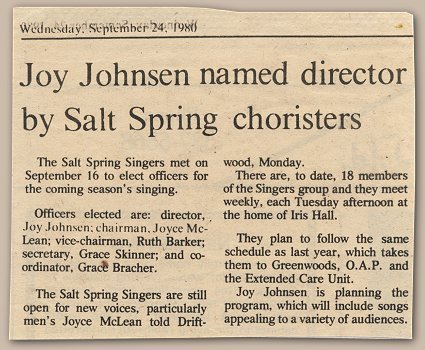 Wednesday, September 24, 1980
Joy Johnsen named director
by Salt Spring choristers
The Salt Spring Singers met on
September 16 to elect officers for
the coming season's singing.
Officers elected are: director,
Joy Johnsen; chairman, Joyce Mc-
Lean; vice-chairman, Ruth Barker;
secretary, Grace Skinner; and co-
ordinator, Grace Bracher.
The Salt Spring Singers are still
open for new voices, particularly
men's Joyce McLean told Drift-
wood, Monday.
There are, to date, 18 members
of the Singers group and they meet
weekly, each Tuesday afternoon at
the home of Iris Hall.
They plan to follow the same
schedule as last year, which takes
them to Greenwoods, O.A.P. and
the Extended Care Unit.
Joy Johnsen is planning the
program, which will include songs
appealing to a variety of audiences.